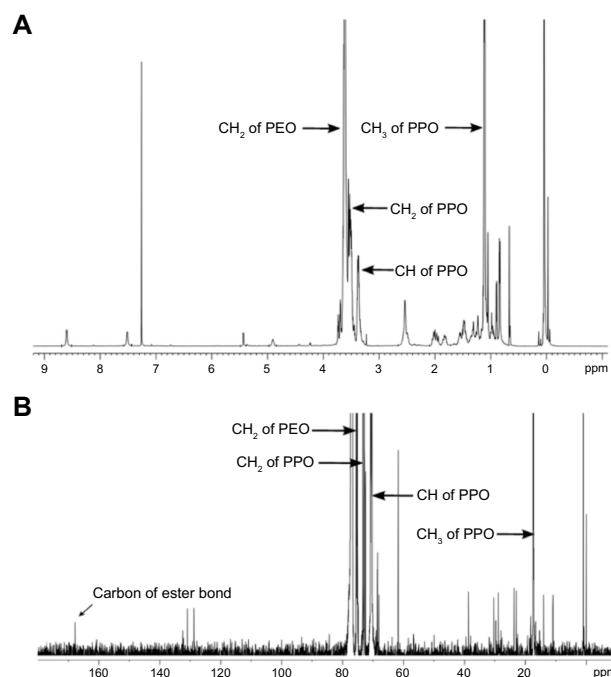 A
CH₂ of PEO
CH₃ of PPO
CH₂ of PPO
CH of PPO
9 8 7 6 5 4 3 2 1 0 ppm
B
CH₂ of PEO
CH₂ of PPO
CH of PPO
CH₃ of PPO
Carbon of ester bond
160 140 120 100 80 60 40 20 ppm